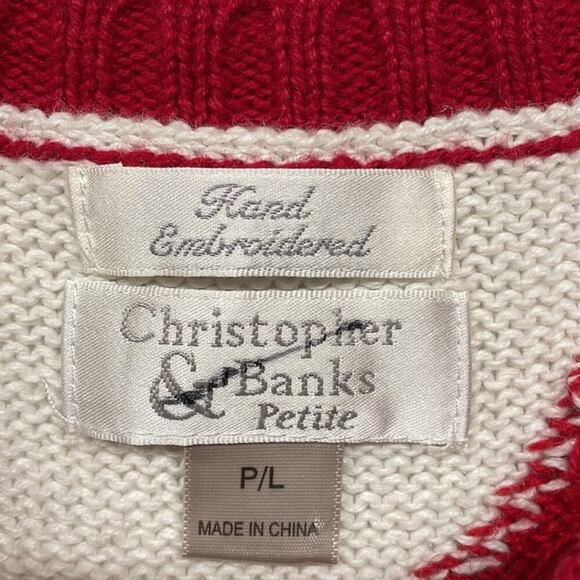 Hand
Embroidered
Christopher
& Banks
Petite
P/L
MADE IN CHINA